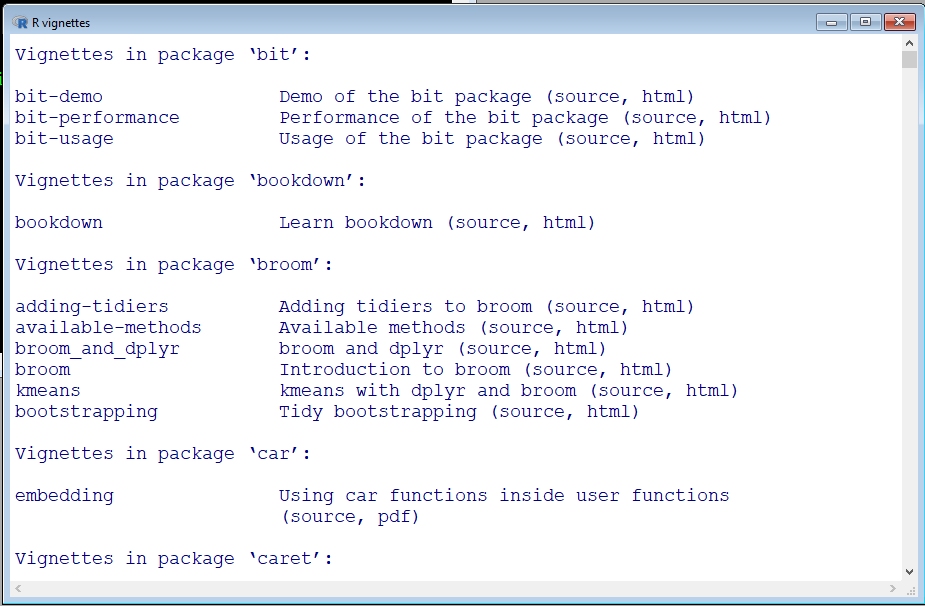 R R vignettes
Vignettes in package ‘bit’:
bit-demo Demo of the bit package (source, html)
bit-performance Performance of the bit package (source, html)
bit-usage Usage of the bit package (source, html)
Vignettes in package ‘bookdown’:
bookdown Learn bookdown (source, html)
Vignettes in package ‘broom’:
adding-tidiers Adding tidiers to broom (source, html)
available-methods Available methods (source, html)
broom_and_dplyr broom and dplyr (source, html)
broom Introduction to broom (source, html)
kmeans kmeans with dplyr and broom (source, html)
bootstrapping Tidy bootstrapping (source, html)
Vignettes in package ‘car’:
embedding Using car functions inside user functions
(source, pdf)
Vignettes in package ‘caret’: